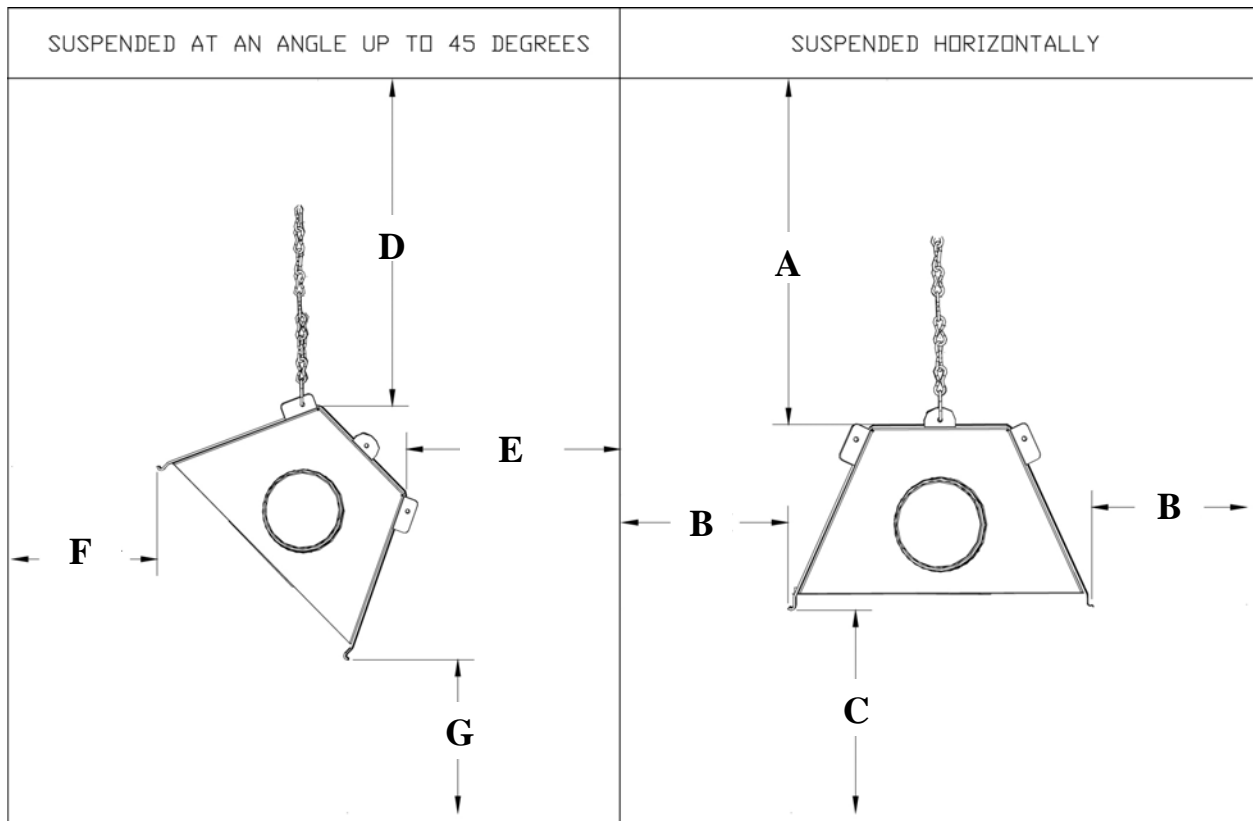 SUSPENDED AT AN ANGLE UP TO 45 DEGREES
SUSPENDED HORIZONTALLY
D
A
E
B
B
F
C
G